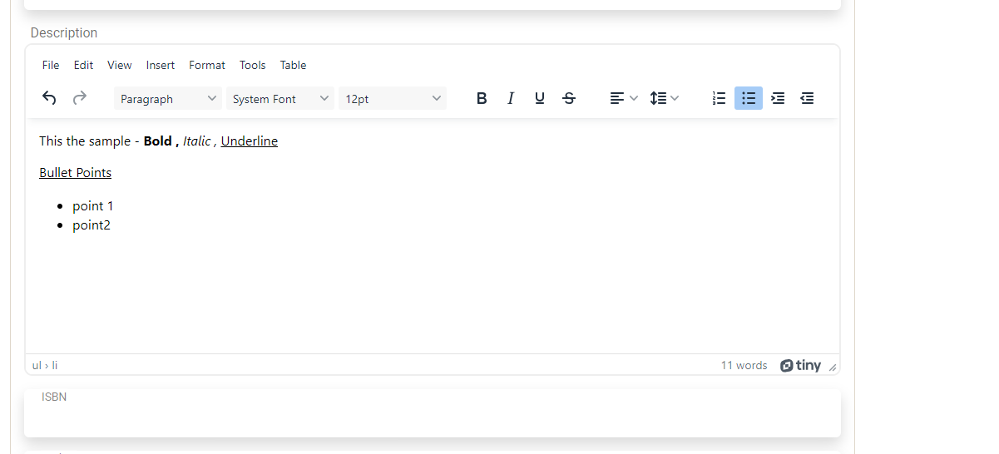 Description
File Edit View Insert Format Tools Table
Paragraph System Font 12pt B I U S
This the sample - Bold , Italic , Underline
Bullet Points
• point 1
• point2
ul › li 11 words tiny
ISBN